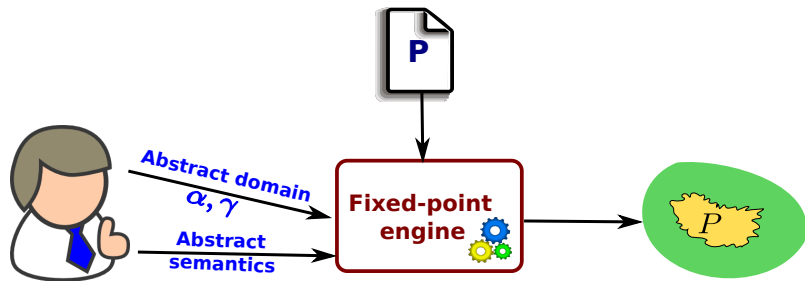 P
Abstract domain
α, γ
Abstract
semantics
Fixed-point
engine
P